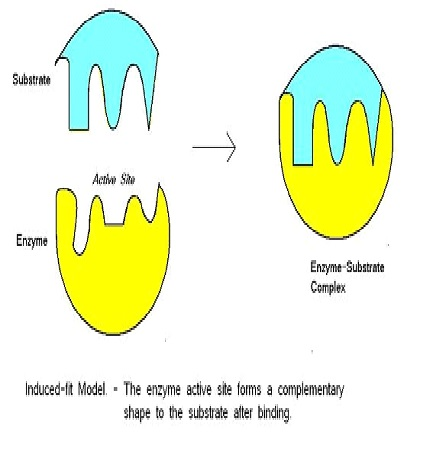 Substrate
Active Site
Enzyme
Enzyme-Substrate
Complex
Induced-fit Model. - The enzyme active site forms a complementary
shape to the substrate after binding.